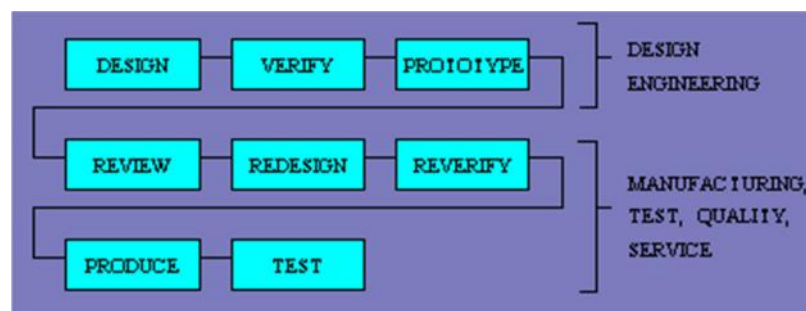 DESIGN VERIFY PROTOTYPE DESIGN
ENGINEERING
REVIEW REDESIGN REVERIFY
MANUFACTURING,
TEST, QUALITY,
SERVICE
PRODUCE TEST